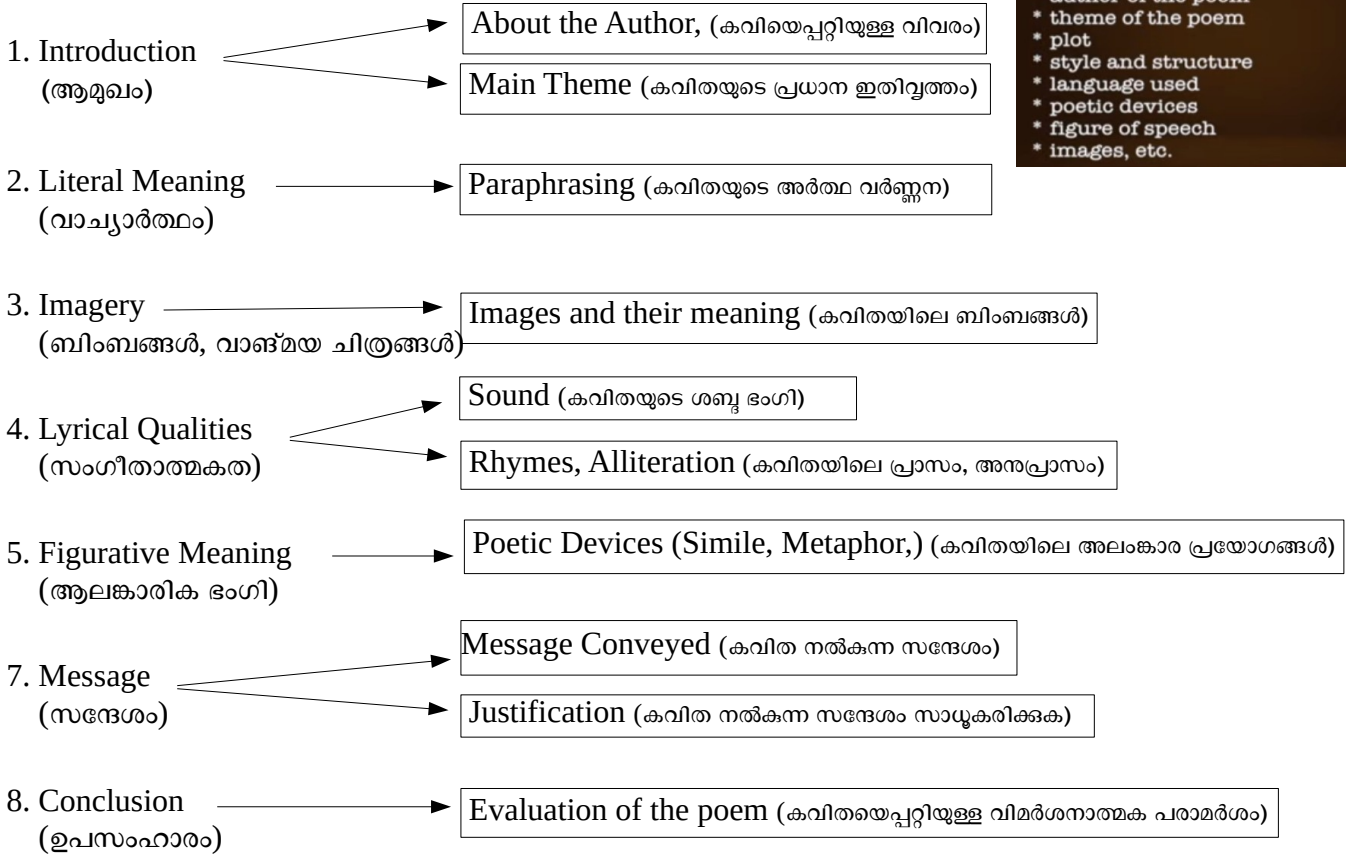 About the Author, (കവിയെപ്പറ്റിയുള്ള വിവരം)
1. Introduction
(ആമുഖം)
Main Theme (കവിതയുടെ പ്രധാന ഇതിവൃത്തം)
* author of the poem
* theme of the poem
* plot
* style and structure
* language used
* poetic devices
* figure of speech
* images, etc.
2. Literal Meaning
(വാച്യാർത്ഥം)
Paraphrasing (കവിതയുടെ അർത്ഥ വർണ്ണന)
3. Imagery
(ബിംബങ്ങൾ, വാങ്മയ ചിത്രങ്ങൾ)
Images and their meaning (കവിതയിലെ ബിംബങ്ങൾ)
4. Lyrical Qualities
(സംഗീതാത്മകത)
Sound (കവിതയുടെ ശബ്ദ ഭംഗി)
Rhymes, Alliteration (കവിതയിലെ പ്രാസം, അനുപ്രാസം)
5. Figurative Meaning
(ആലങ്കാരിക ഭംഗി)
Poetic Devices (Simile, Metaphor,) (കവിതയിലെ അലംങ്കാര പ്രയോഗങ്ങൾ)
7. Message
(സന്ദേശം)
Message Conveyed (കവിത നൽകുന്ന സന്ദേശം)
Justification (കവിത നൽകുന്ന സന്ദേശം സാധൂകരിക്കുക)
8. Conclusion
(ഉപസംഹാരം)
Evaluation of the poem (കവിതയെപ്പറ്റിയുള്ള വിമർശനാത്മക പരാമർശം)